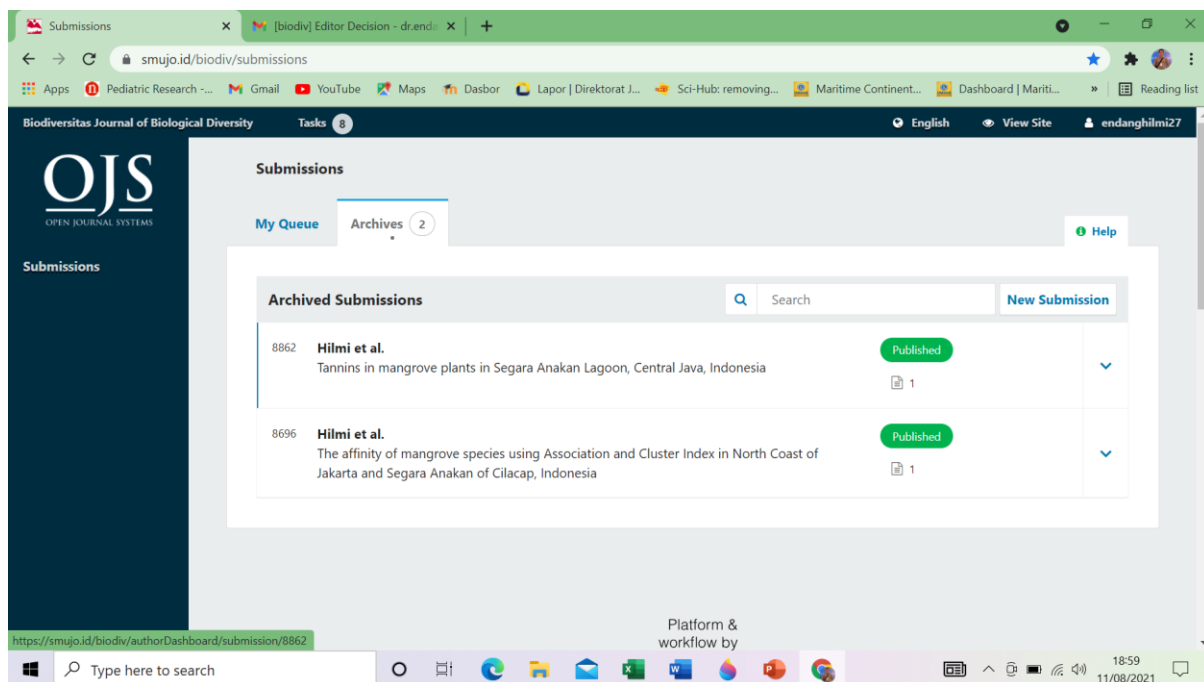 Submissions
[biodiv] Editor Decision - dr.enda
smujo.id/biodiv/submissions
Apps
Pediatric Research -...
Gmail
YouTube
Maps
Dasbor
Lapor | Direktorat J...
Sci-Hub: removing...
Maritime Continent...
Dashboard | Mariti...
»
Reading list
Biodiversitas Journal of Biological Diversity
Tasks 8
English
View Site
endanghilmi27
OJS
OPEN JOURNAL SYSTEMS
Submissions
Submissions
My Queue
Archives 2
Help
Archived Submissions
Search
New Submission
8862
Hilmi et al.
Tannins in mangrove plants in Segara Anakan Lagoon, Central Java, Indonesia
Published
1
8696
Hilmi et al.
The affinity of mangrove species using Association and Cluster Index in North Coast of
Jakarta and Segara Anakan of Cilacap, Indonesia
Published
1
Platform &
workflow by
https://smujo.id/biodiv/authorDashboard/submission/8862
Type here to search
18:59
11/08/2021